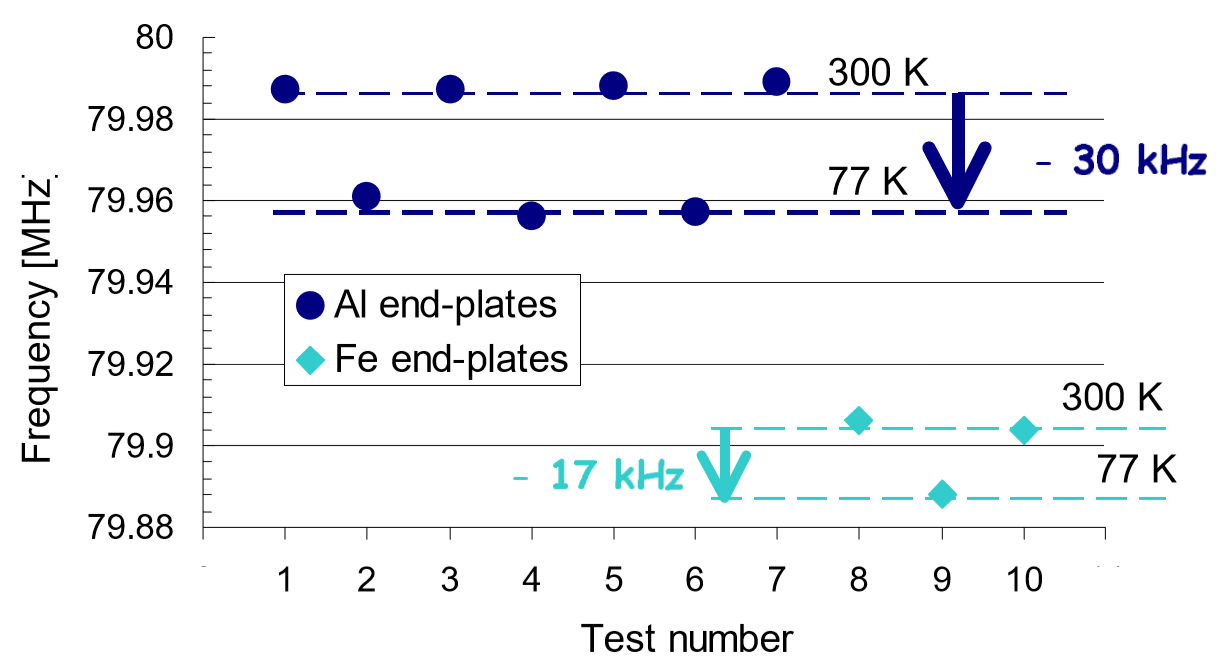 80
300 K
79.98
- 30 kHz
77 K
79.96
Frequency [MHz]
79.94
Al end-plates
Fe end-plates
79.92
300 K
79.9
- 17 kHz
77 K
79.88
1 2 3 4 5 6 7 8 9 10
Test number